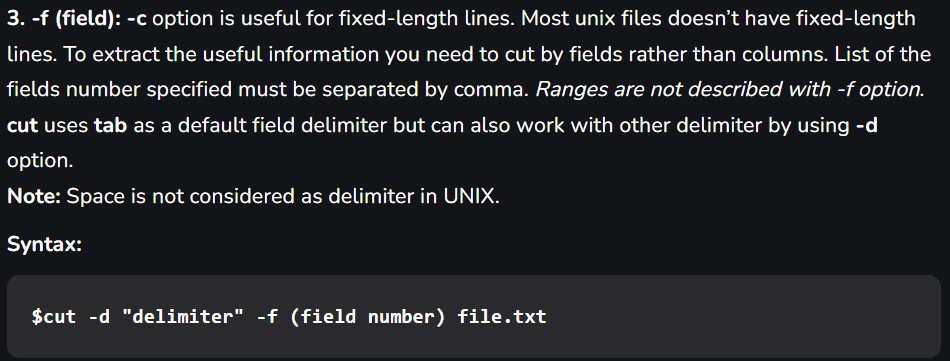 3. -f (field): -c option is useful for fixed-length lines. Most unix files doesn’t have fixed-length
lines. To extract the useful information you need to cut by fields rather than columns. List of the
fields number specified must be separated by comma. Ranges are not described with -f option.
cut uses tab as a default field delimiter but can also work with other delimiter by using -d
option.
Note: Space is not considered as delimiter in UNIX.
Syntax:
$cut -d "delimiter" -f (field number) file.txt